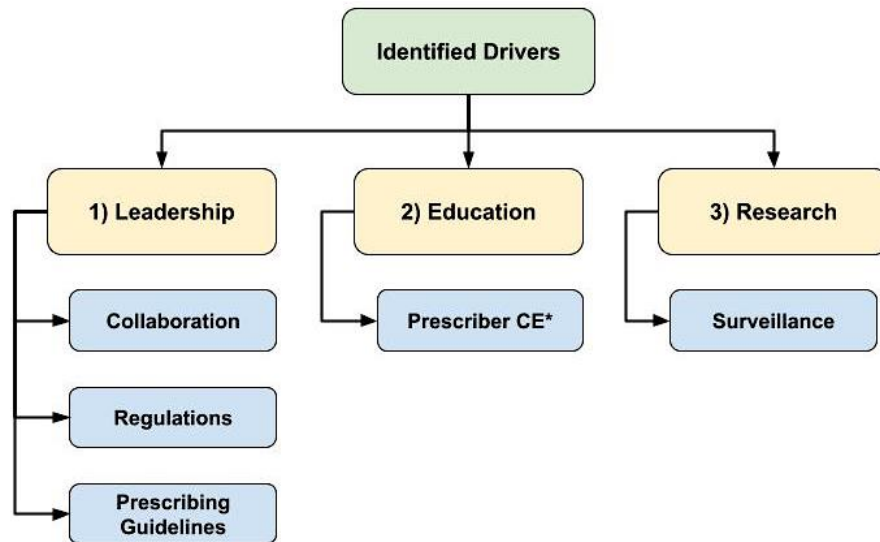 Identified Drivers
1) Leadership
2) Education
3) Research
Collaboration
Prescriber CE*
Surveillance
Regulations
Prescribing
Guidelines